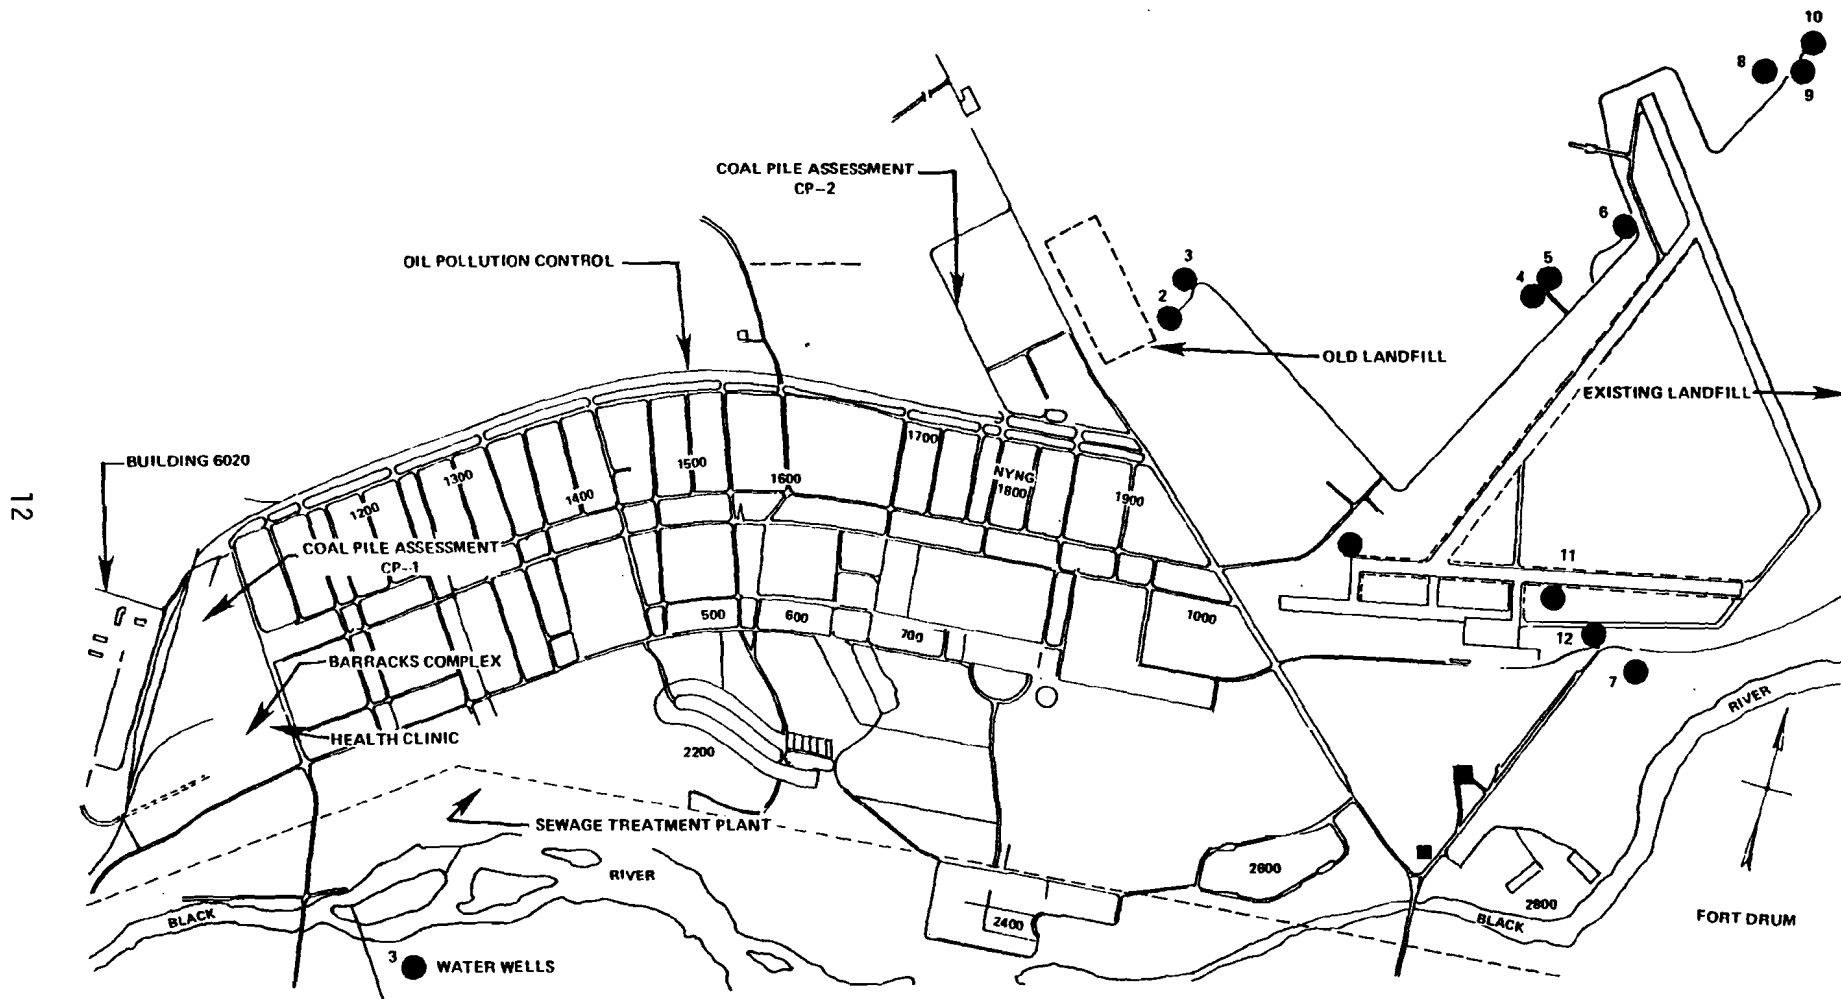 10
8
9
COAL PILE ASSESSMENT
CP-2
6
OIL POLLUTION CONTROL
3
5
4
2
OLD LANDFILL
EXISTING LANDFILL
1700
BUILDING 6020
1500
1300
NYNG
1800
1600
1400
1900
1200
12
COAL PILE ASSESSMENT
CP-1
11
500
600
700
1000
12
BARRACKS COMPLEX
7
RIVER
HEALTH CLINIC
2200
SEWAGE TREATMENT PLANT
2600
RIVER
2800
BLACK
2400
BLACK
FORT DRUM
3
WATER WELLS